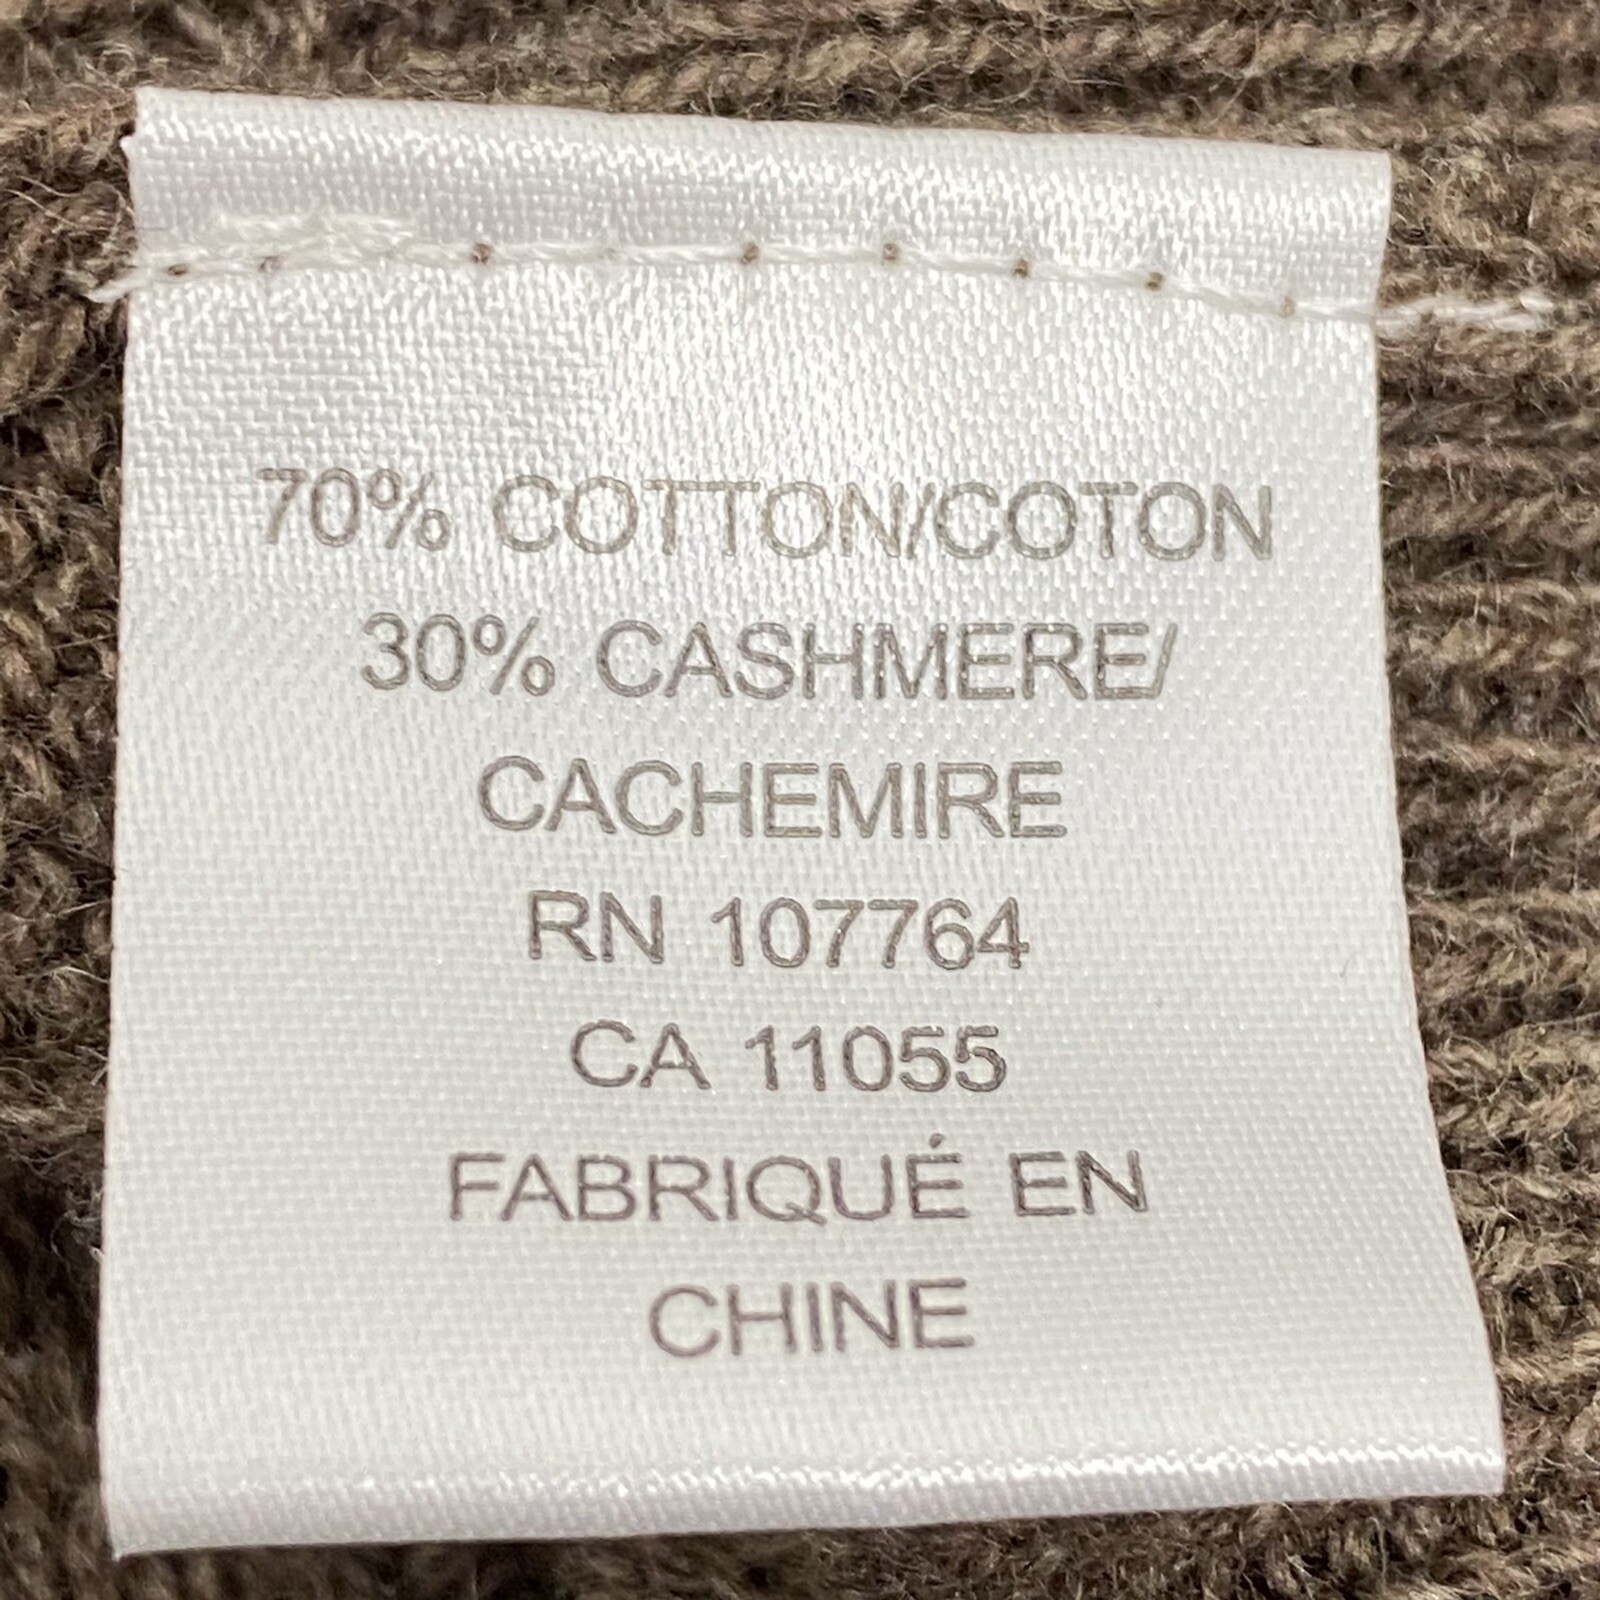 70% COTTON/COTON
30% CASHMERE/
CACHEMIRE
RN 107764
CA 11055
FABRIQUÉ EN
CHINE